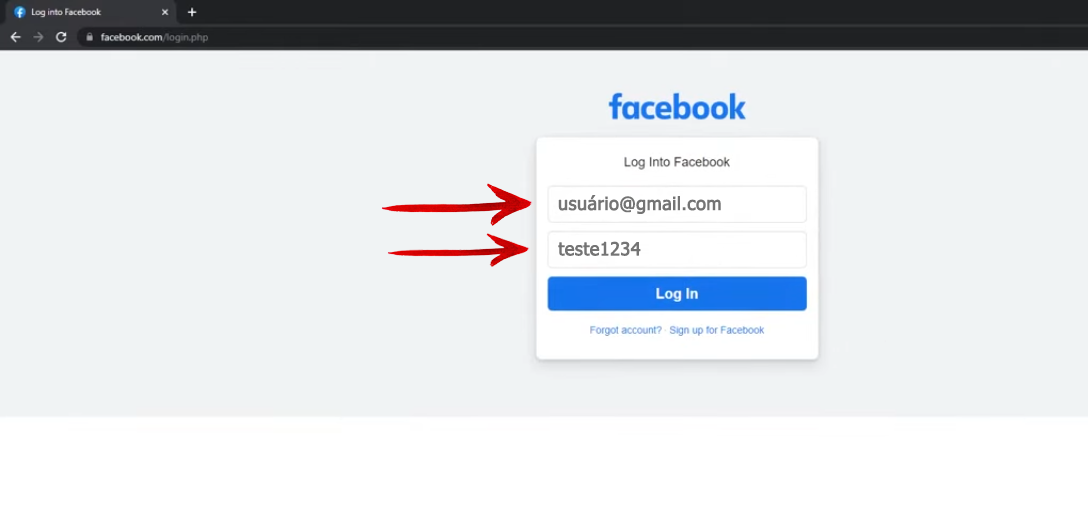 Log into Facebook
facebook.com/login.php
facebook
Log Into Facebook
usuário@gmail.com
teste1234
Log In
Forgot account? · Sign up for Facebook